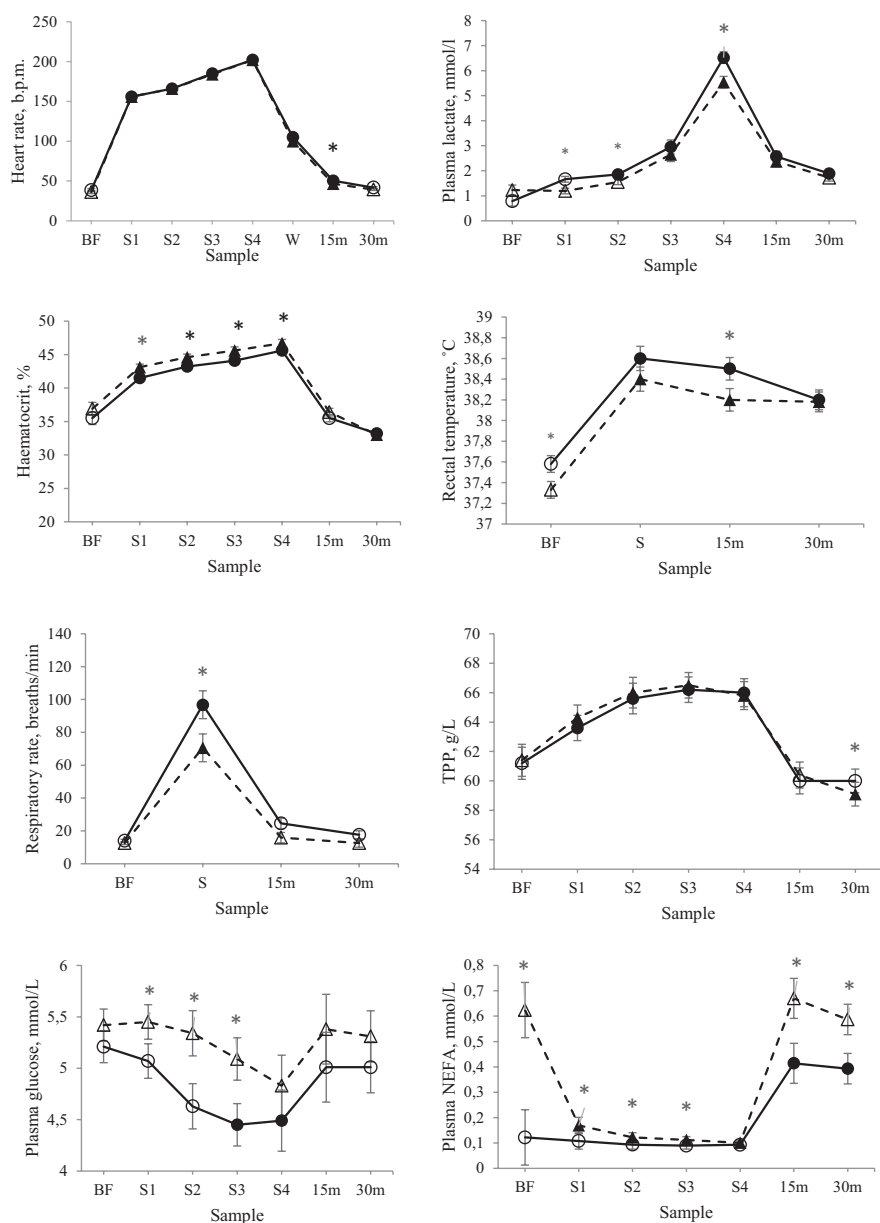 Heart rate, b.p.m.
250
200
150
100
50
0
*
BF S1 S2 S3 S4 W 15m 30m
Sample
Plasma lactate, mmol/l
8
7
6
5
4
3
2
1
0
* * *
BF S1 S2 S3 S4 15m 30m
Sample
Haematocrit, %
50
45
40
35
30
25
20
* * * *
BF S1 S2 S3 S4 15m 30m
Sample
Rectal temperature, ˚C
39
38,8
38,6
38,4
38,2
38
37,8
37,6
37,4
37,2
37
* *
BF S 15m 30m
Sample
Respiratory rate, breaths/min
140
120
100
80
60
40
20
0
*
BF S 15m 30m
Sample
TPP, g/L
70
68
66
64
62
60
58
56
54
*
BF S1 S2 S3 S4 15m 30m
Sample
Plasma glucose, mmol/L
6
5,5
5
4,5
4
* * *
BF S1 S2 S3 S4 15m 30m
Sample
Plasma NEFA, mmol/L
0,8
0,7
0,6
0,5
0,4
0,3
0,2
0,1
0
* * * * * *
BF S1 S2 S3 S4 15m 30m
Sample